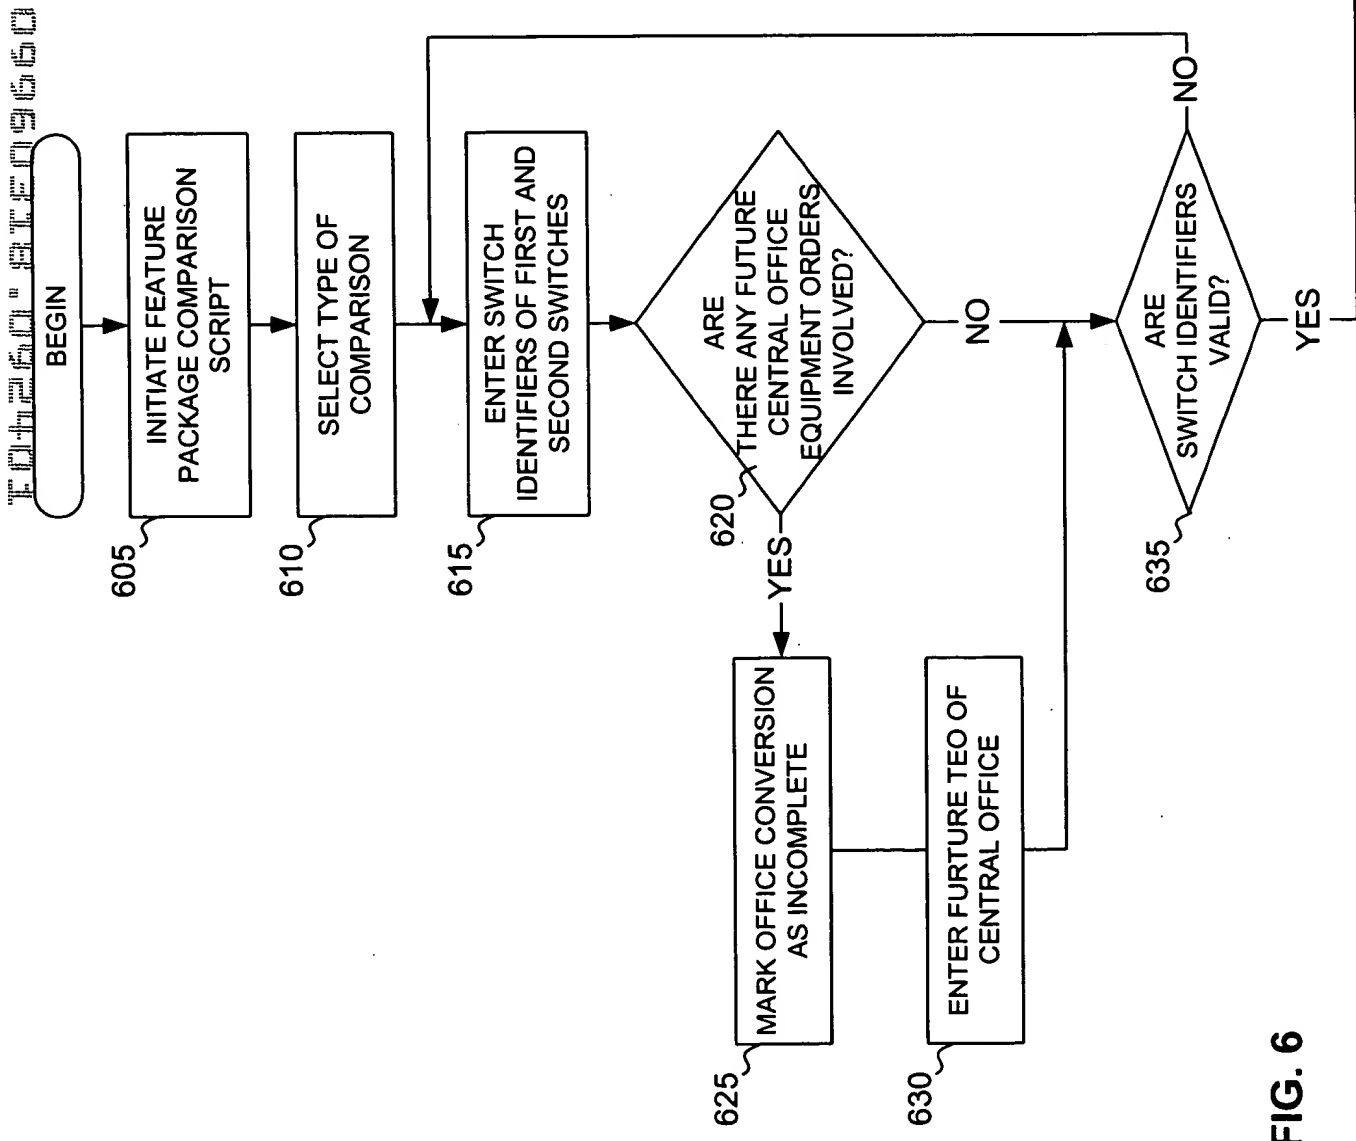 BEGIN
605
INITIATE FEATURE
PACKAGE COMPARISON
SCRIPT
610
SELECT TYPE OF
COMPARISON
615
ENTER SWITCH
IDENTIFIERS OF FIRST AND
SECOND SWITCHES
620
ARE
THERE ANY FUTURE
CENTRAL OFFICE
EQUIPMENT ORDERS
INVOLVED?
YES
NO
625
MARK OFFICE CONVERSION
AS INCOMPLETE
630
ENTER FURTURE TEO OF
CENTRAL OFFICE
635
ARE
SWITCH IDENTIFIERS
VALID?
NO
YES
FIG. 6